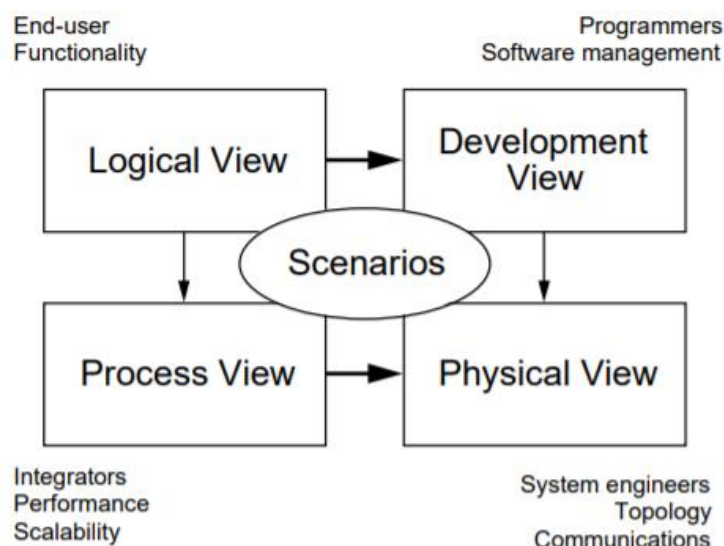 End-user
Functionality
Programmers
Software management
Logical View
Development
View
Scenarios
Process View
Physical View
Integrators
Performance
Scalability
System engineers
Topology
Communications